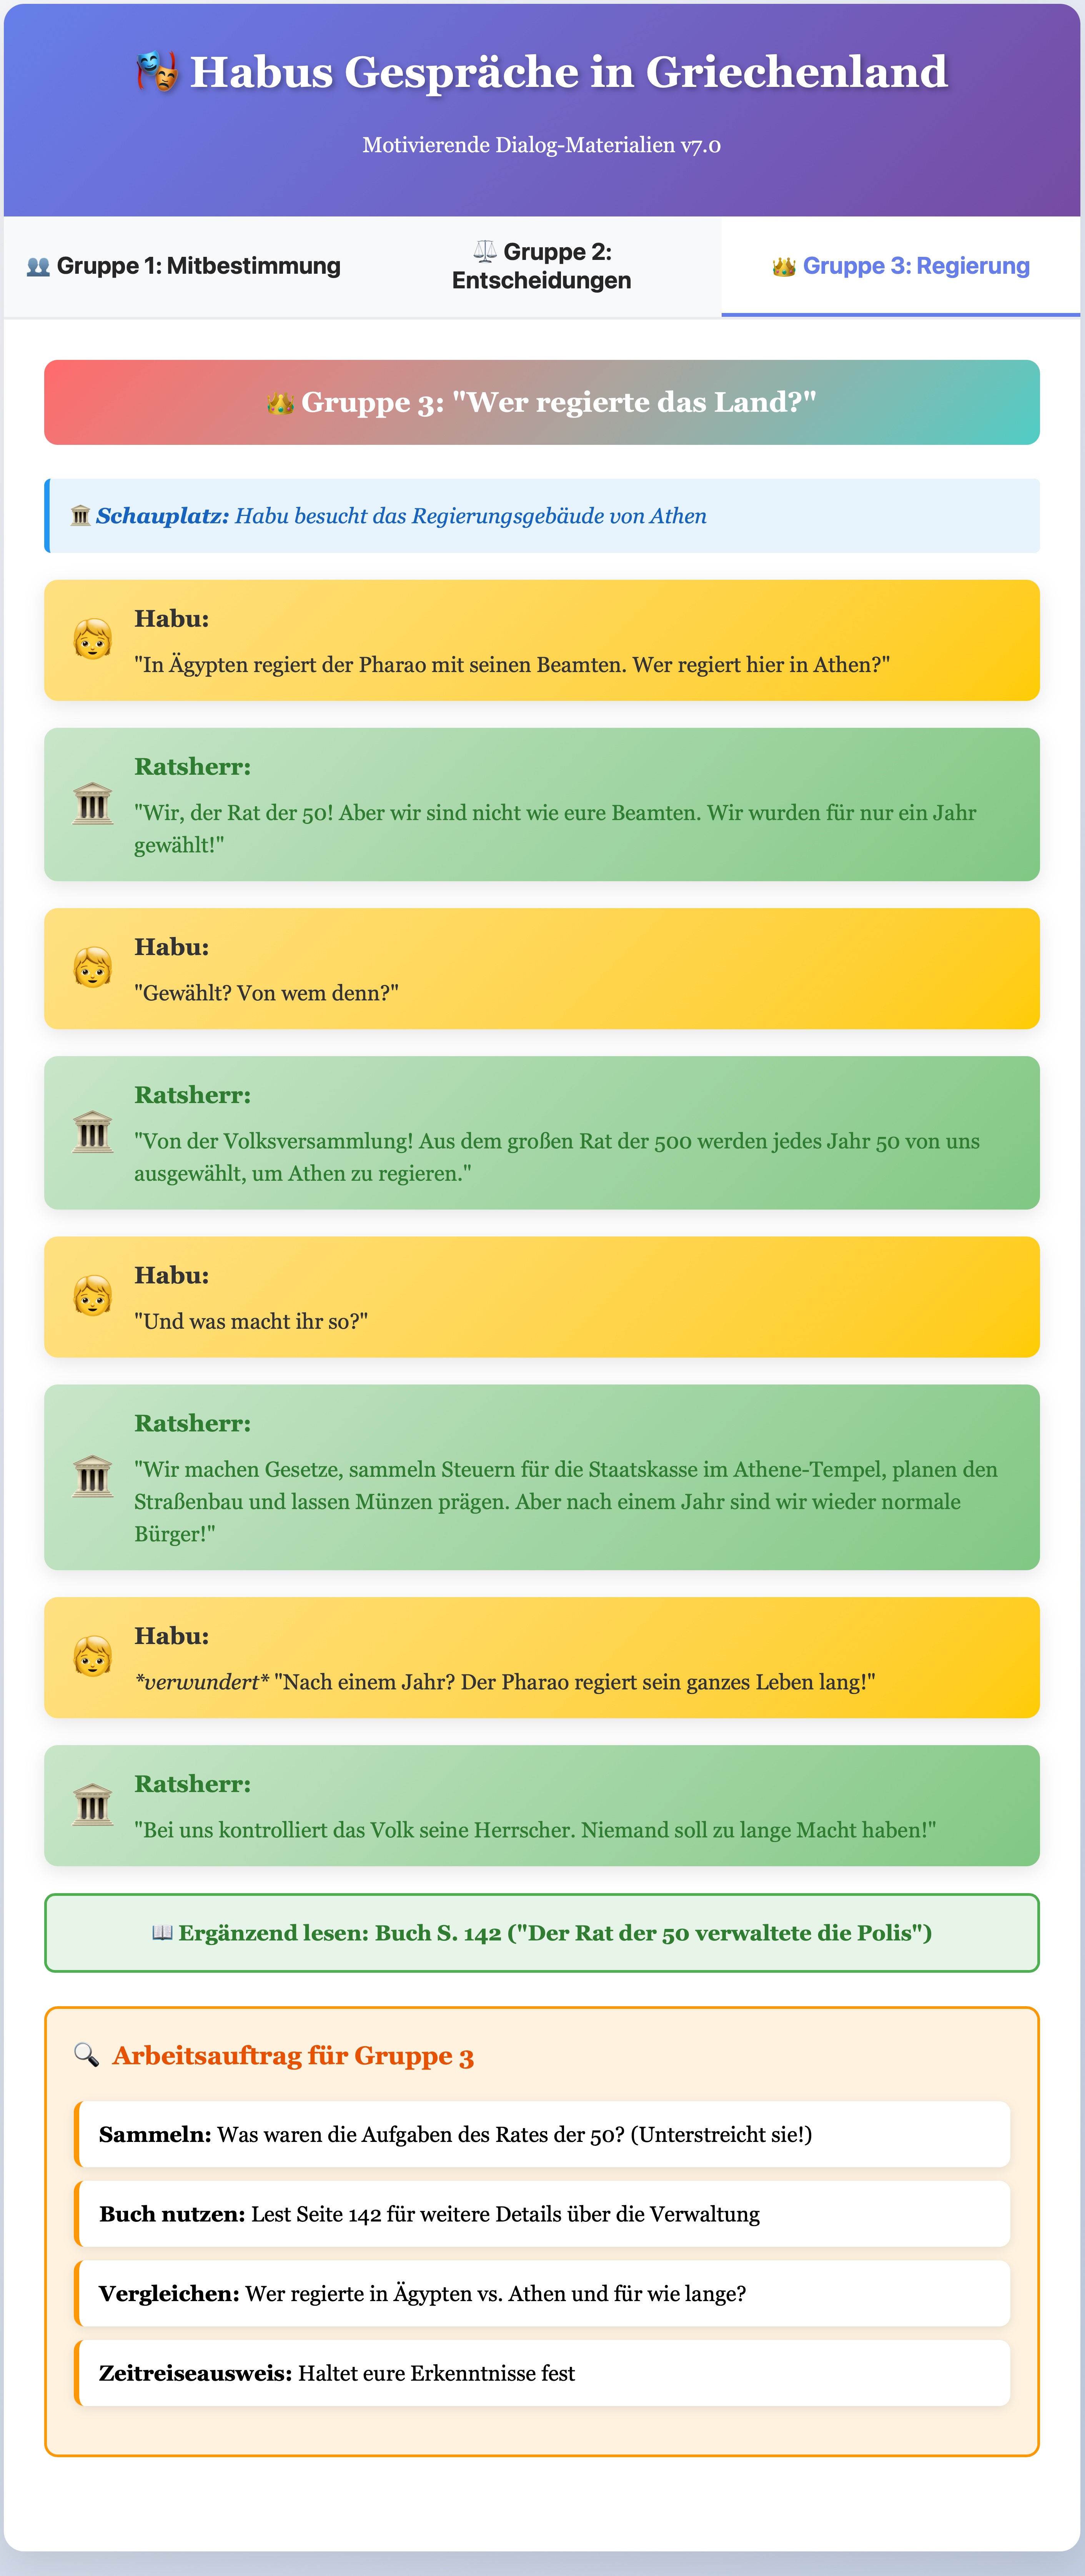 🎭 Habus Gespräche in Griechenland
Motivierende Dialog-Materialien v7.0
👥 Gruppe 1: Mitbestimmung
⚖️ Gruppe 2:
Entscheidungen
👑 Gruppe 3: Regierung
👑 Gruppe 3: "Wer regierte das Land?"
🏛️ Schauplatz: Habu besucht das Regierungsgebäude von Athen
Habu:
"In Ägypten regiert der Pharao mit seinen Beamten. Wer regiert hier in Athen?"
Ratsherr:
"Wir, der Rat der 50! Aber wir sind nicht wie eure Beamten. Wir wurden für nur ein Jahr
gewählt!"
Habu:
"Gewählt? Von wem denn?"
Ratsherr:
"Von der Volksversammlung! Aus dem großen Rat der 500 werden jedes Jahr 50 von uns
ausgewählt, um Athen zu regieren."
Habu:
"Und was macht ihr so?"
Ratsherr:
"Wir machen Gesetze, sammeln Steuern für die Staatskasse im Athene-Tempel, planen den
Straßenbau und lassen Münzen prägen. Aber nach einem Jahr sind wir wieder normale
Bürger!"
Habu:
*verwundert* "Nach einem Jahr? Der Pharao regiert sein ganzes Leben lang!"
Ratsherr:
"Bei uns kontrolliert das Volk seine Herrscher. Niemand soll zu lange Macht haben!"
📖 Ergänzend lesen: Buch S. 142 ("Der Rat der 50 verwaltete die Polis")
🔍 Arbeitsauftrag für Gruppe 3
Sammeln: Was waren die Aufgaben des Rates der 50? (Unterstreicht sie!)
Buch nutzen: Lest Seite 142 für weitere Details über die Verwaltung
Vergleichen: Wer regierte in Ägypten vs. Athen und für wie lange?
Zeitreiseausweis: Haltet eure Erkenntnisse fest